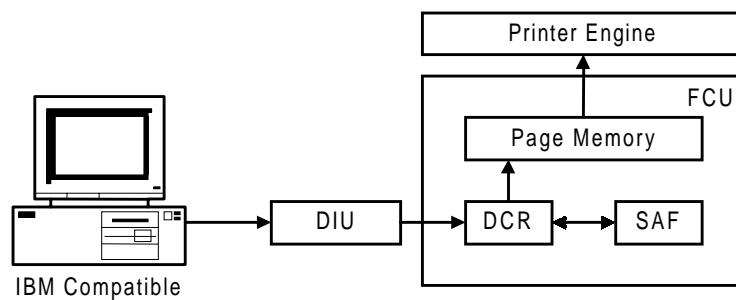 Printer Engine
FCU
Page Memory
DIU
DCR
SAF
IBM Compatible